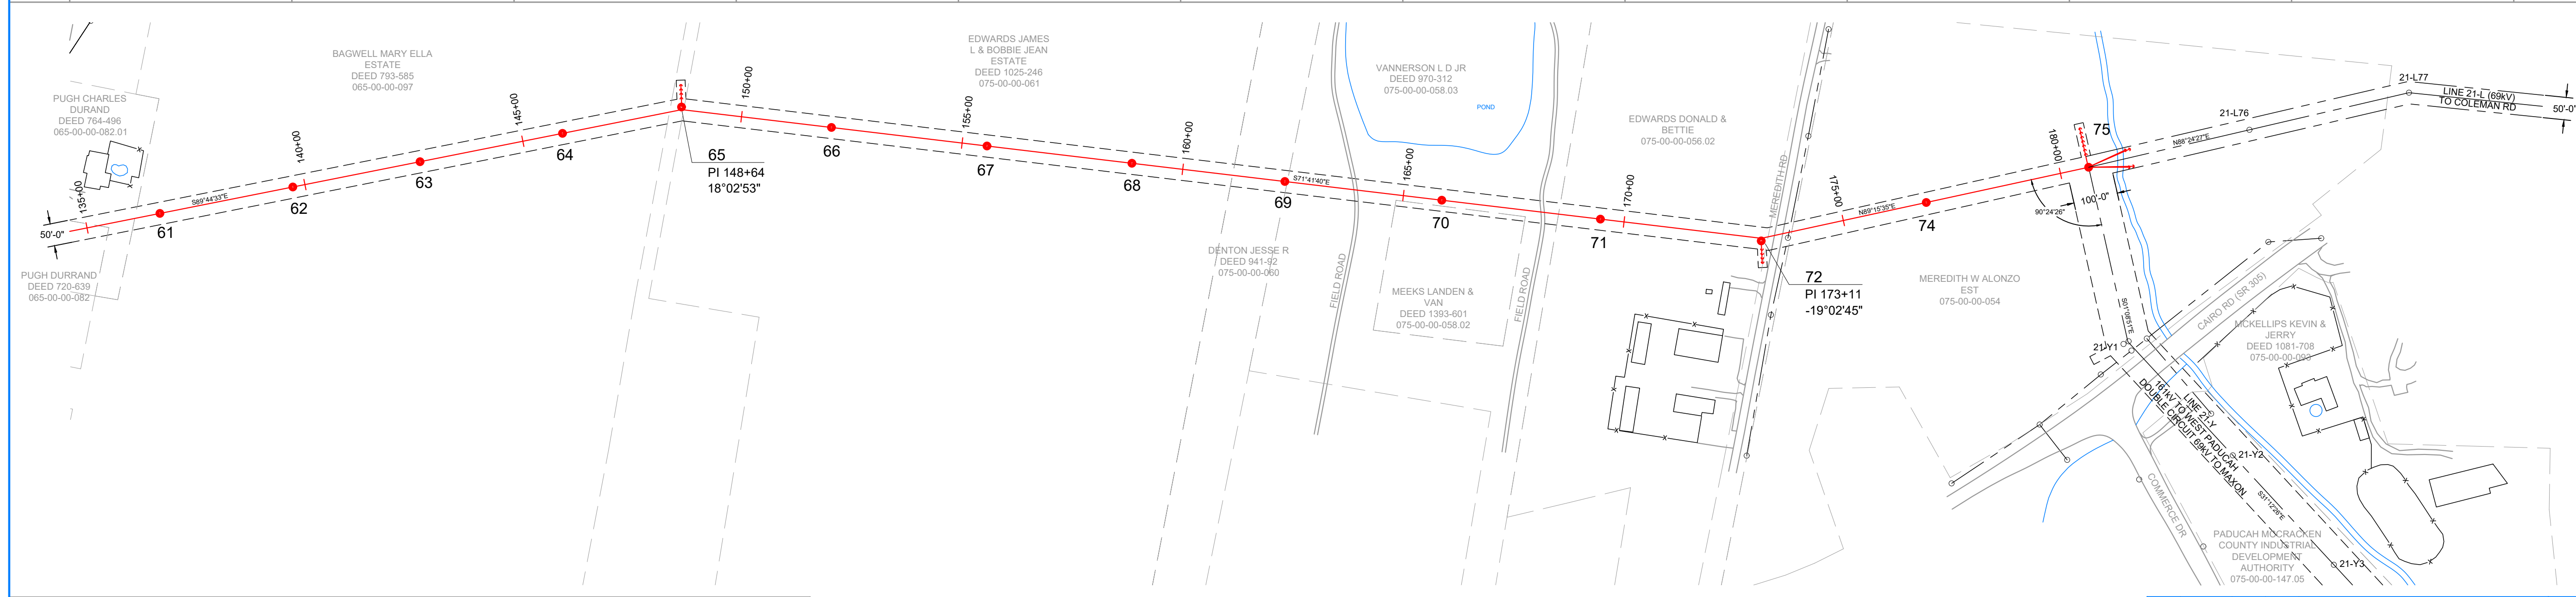 PUGH CHARLES
DURAND
DEED 764-496
065-00-00-082.01
BAGWELL MARY ELLA
ESTATE
DEED 793-585
065-00-00-097
EDWARDS JAMES
L & BOBBIE JEAN
ESTATE
DEED 1025-246
075-00-00-061
VANNERSON L D JR
DEED 970-312
075-00-00-058.03
POND
EDWARDS DONALD &
BETTIE
075-00-00-056.02
MEREDITH RD
21-L77
LINE 21-L (69kV)
TO COLEMAN RD
50'-0"
21-L76
N88°24'27"E
75
180+00
100'-0"
90°24'26"
135+00
50'-0"
61
S89°44'33"E
140+00
62
63
145+00
64
65
PI 148+64
18°02'53"
150+00
66
155+00
67
68
160+00
69
S71°41'40"E
165+00
70
170+00
71
72
PI 173+11
-19°02'45"
175+00
N89°15'35"E
74
PUGH DURRAND
DEED 720-639
065-00-00-082
DENTON JESSE R
DEED 941-92
075-00-00-060
FIELD ROAD
MEEKS LANDEN &
VAN
DEED 1393-601
075-00-00-058.02
FIELD ROAD
MEREDITH W ALONZO
EST
075-00-00-054
S01°08'51"E
21-Y1
CAIRO RD (SR 305)
MCKELLIPS KEVIN &
JERRY
DEED 1081-708
075-00-00-093
LINE 21-Y
161kV TO WEST PADUCAH
DOUBLE CIRCUIT 69kV TO MAXON
21-Y2
S31°12'26"E
COMMERCE DR
PADUCAH MCCRACKEN
COUNTY INDUSTRIAL
DEVELOPMENT
AUTHORITY
075-00-00-147.05
21-Y3